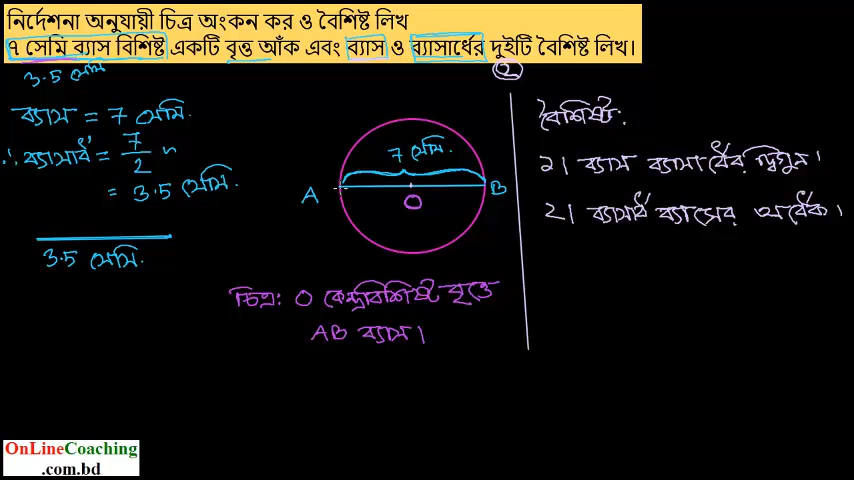 নির্দেশনা অনুযায়ী চিত্র অংকন কর ও বৈশিষ্ট লিখ
৭ সেমি ব্যাস বিশিষ্ট একটি বৃত্ত আঁক এবং ব্যাস ও ব্যাসার্ধের দুইটি বৈশিষ্ট লিখ।
২
3.5 সেমি
ব্যাস = 7 সেমি.
∴ ব্যাসার্ধ = 7/2 "
= 3.5 সেমি.
3.5 সেমি.
7 সেমি.
A
B
O
চিত্র: O কেন্দ্রবিশিষ্ট বৃত্তে
AB ব্যাস।
বৈশিষ্ট্য:
১। ব্যাস ব্যাসার্ধের দ্বিগুন।
২। ব্যাসার্ধ ব্যাসের অর্ধেক।
OnLineCoaching
.com.bd